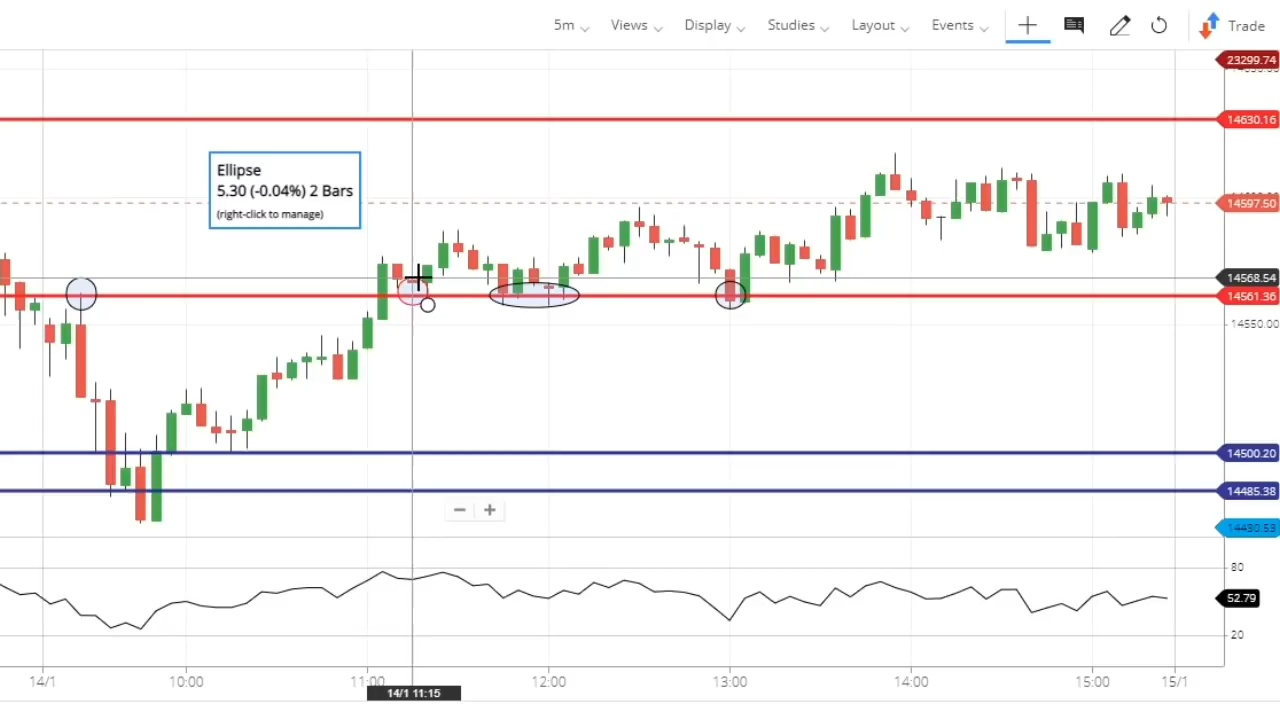 5m Views Display Studies Layout Events Trade
23299.74
14630.16
Ellipse
5.30 (-0.04%) 2 Bars
(right-click to manage)
14597.50
14568.54
14561.36
14550.00
14500.20
14485.38
14430.53
80
52.79
20
14/1 10:00 11:00 12:00 13:00 14:00 15:00 15/1
14/1 11:15